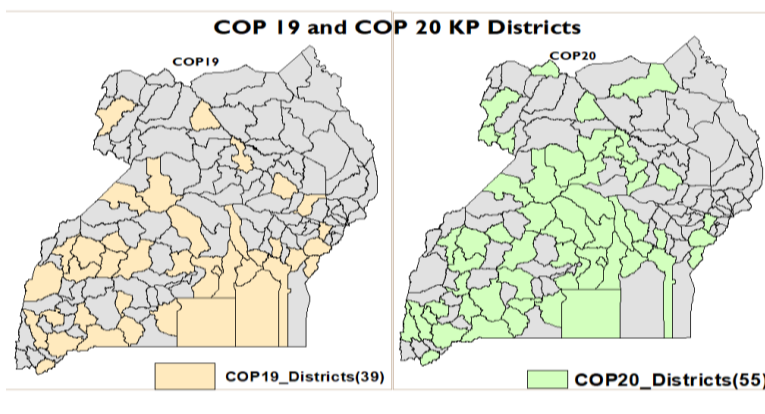 COP 19 and COP 20 KP Districts
COP19
COP20
COP19_Districts(39)
COP20_Districts(55)